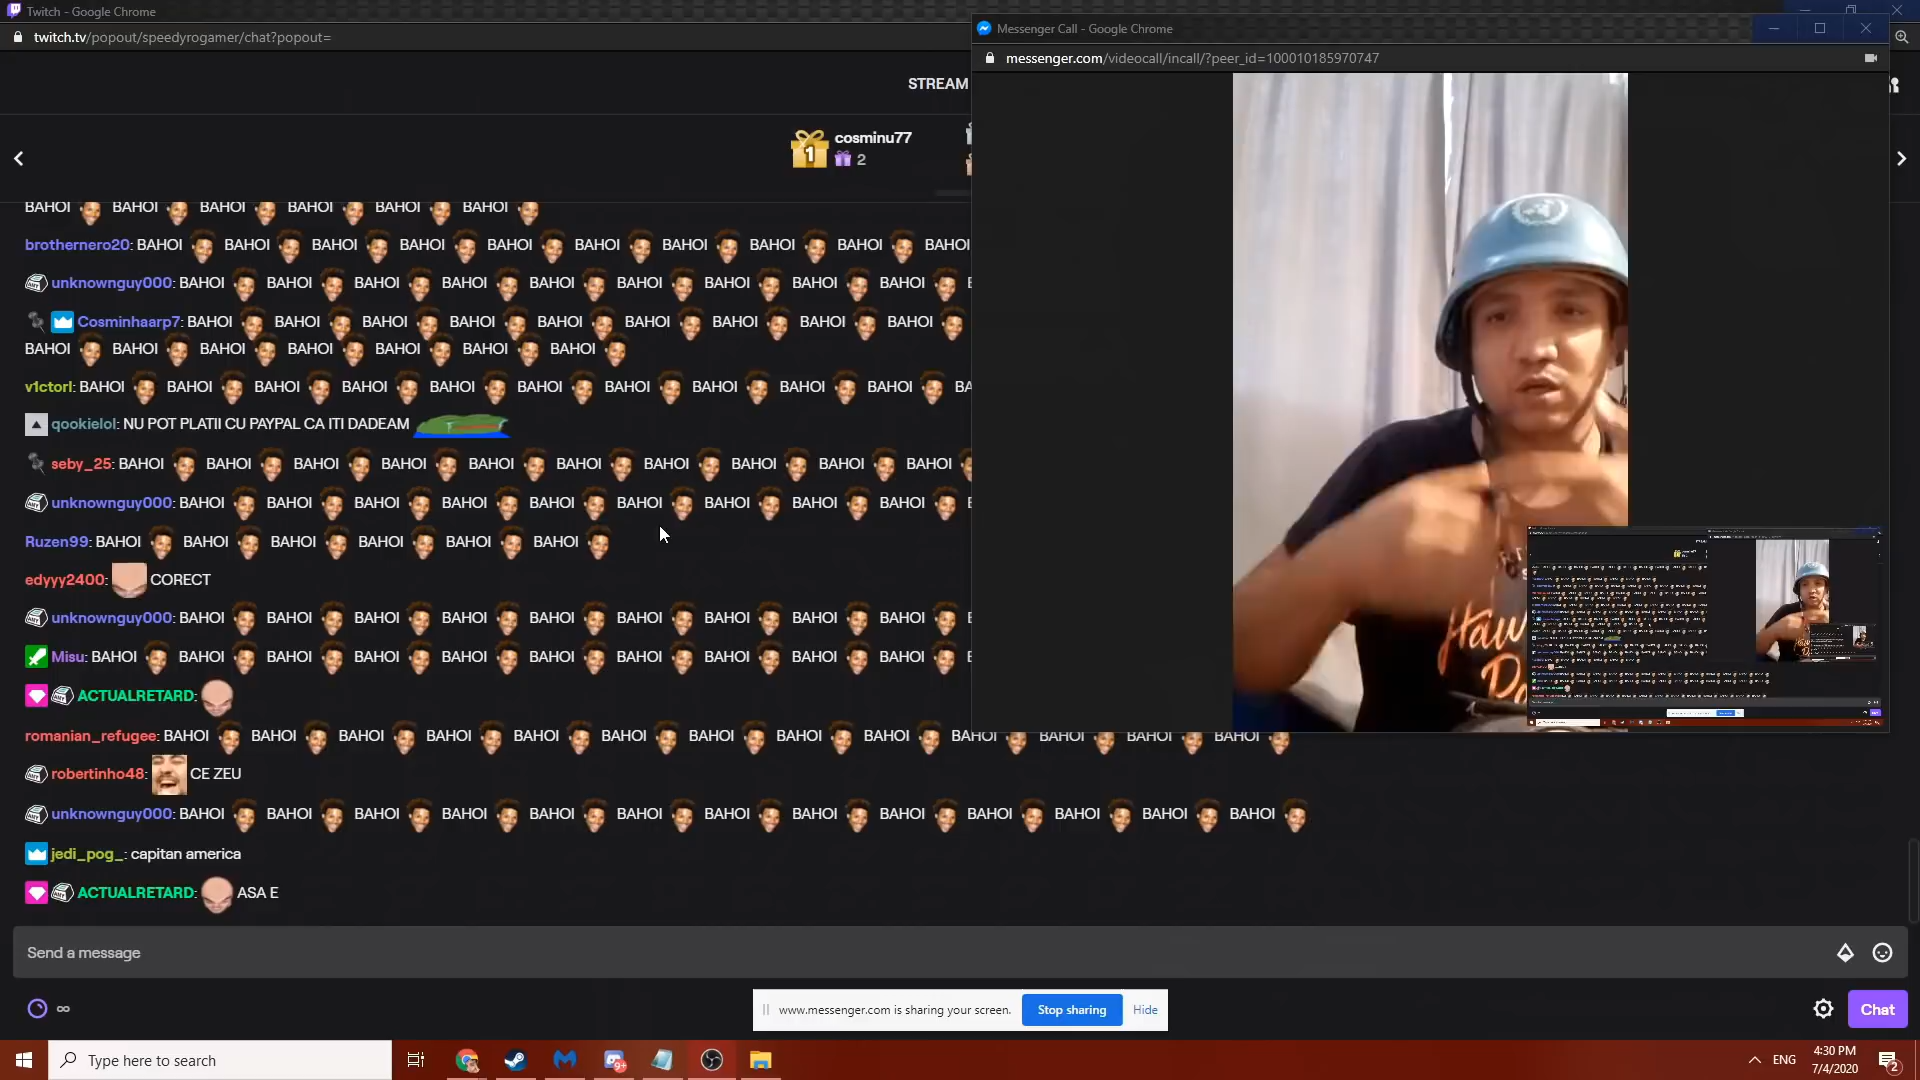 Twitch - Google Chrome
twitch.tv/popout/speedyrogamer/chat?popout=
Messenger Call - Google Chrome
messenger.com/videocall/incall/?peer_id=100010185970747
STREAM
1 cosminu77
2
BAHOI BAHOI BAHOI BAHOI BAHOI BAHOI
brothernero20: BAHOI BAHOI BAHOI BAHOI BAHOI BAHOI BAHOI BAHOI BAHOI BAHOI
unknownguy000: BAHOI BAHOI BAHOI BAHOI BAHOI BAHOI BAHOI BAHOI BAHOI
Cosminhaarp7: BAHOI BAHOI BAHOI BAHOI BAHOI BAHOI BAHOI BAHOI BAHOI
BAHOI BAHOI BAHOI BAHOI BAHOI BAHOI BAHOI
v1ctorl: BAHOI BAHOI BAHOI BAHOI BAHOI BAHOI BAHOI BAHOI BAHOI BAHOI BA
qookielol: NU POT PLATII CU PAYPAL CA ITI DADEAM
seby_25: BAHOI BAHOI BAHOI BAHOI BAHOI BAHOI BAHOI BAHOI BAHOI BAHOI
unknownguy000: BAHOI BAHOI BAHOI BAHOI BAHOI BAHOI BAHOI BAHOI BAHOI
Ruzen99: BAHOI BAHOI BAHOI BAHOI BAHOI BAHOI
edyyy2400: CORECT
unknownguy000: BAHOI BAHOI BAHOI BAHOI BAHOI BAHOI BAHOI BAHOI BAHOI
Misu: BAHOI BAHOI BAHOI BAHOI BAHOI BAHOI BAHOI BAHOI BAHOI BAHOI
ACTUALRETARD:
romanian_refugee: BAHOI BAHOI BAHOI BAHOI BAHOI BAHOI BAHOI BAHOI BAHOI BAHOI BAHOI BAHOI BAHOI
robertinho48: CE ZEU
unknownguy000: BAHOI BAHOI BAHOI BAHOI BAHOI BAHOI BAHOI BAHOI BAHOI BAHOI BAHOI BAHOI BAHOI
jedi_pog_: capitan america
ACTUALRETARD: ASA E
Send a message
∞
www.messenger.com is sharing your screen. Stop sharing Hide
Chat
Type here to search
9+
ENG
4:30 PM
7/4/2020
2